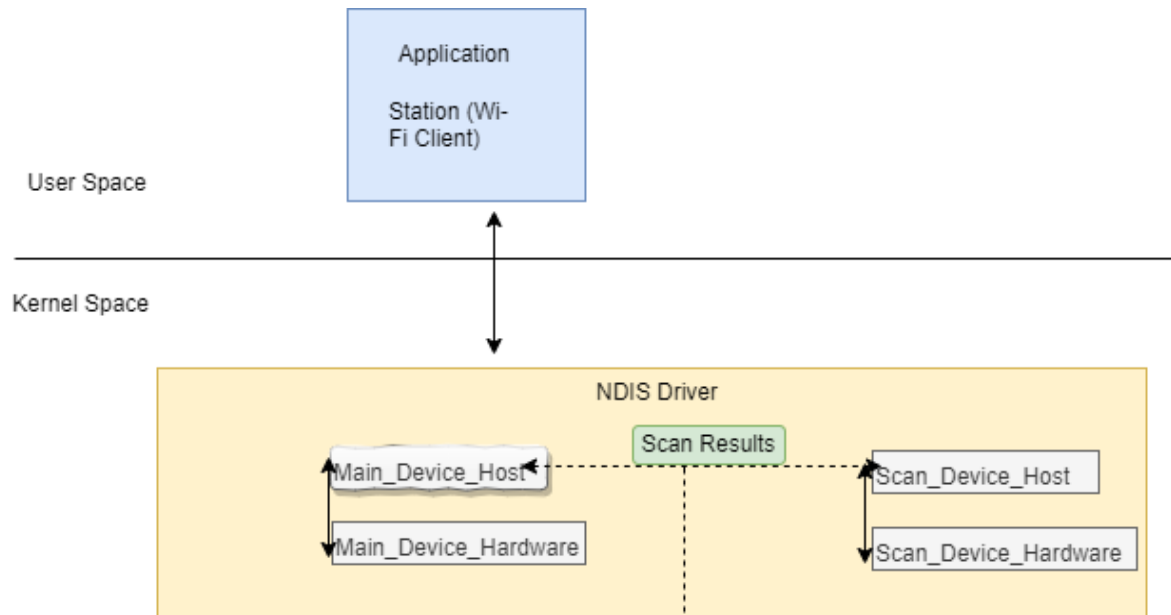 Application
Station (Wi-
Fi Client)
User Space
Kernel Space
NDIS Driver
Scan Results
Main_Device_Host
Scan_Device_Host
Main_Device_Hardware
Scan_Device_Hardware